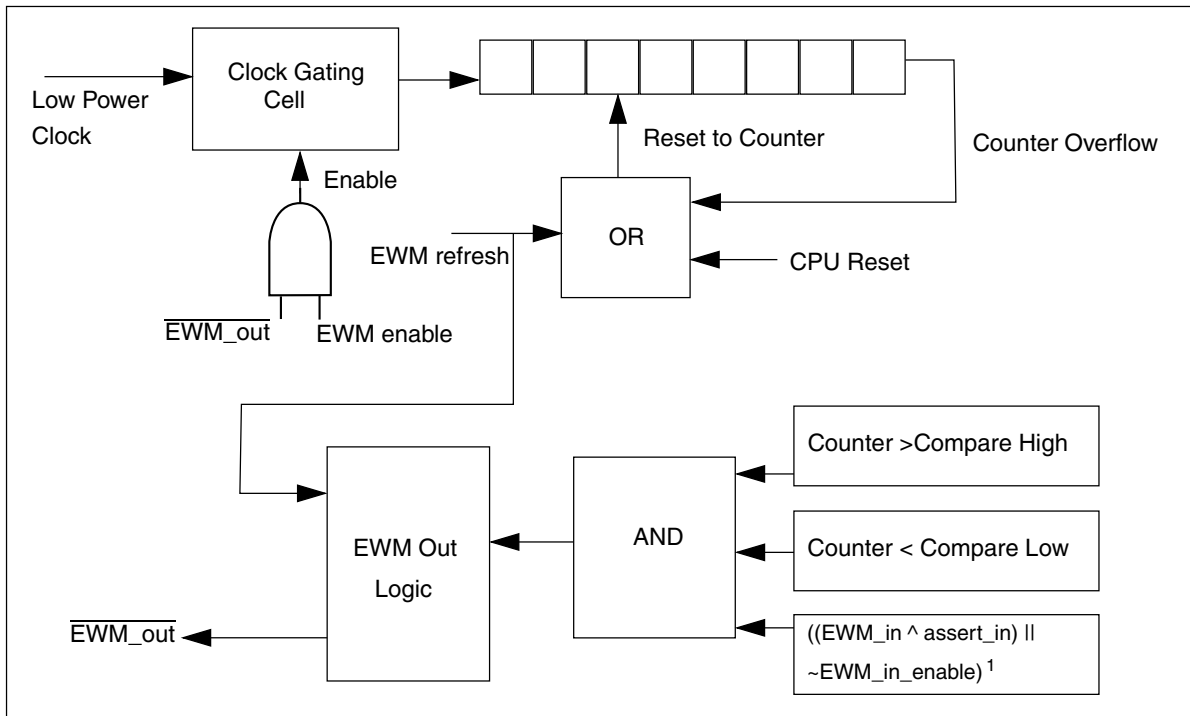 Clock Gating
Cell
Low Power
Clock
Enable
Reset to Counter
Counter Overflow
OR
EWM refresh
CPU Reset
EWM_out
EWM enable
Counter >Compare High
AND
EWM Out
Logic
Counter < Compare Low
EWM_out
((EWM_in ^ assert_in) ||
~EWM_in_enable) 1